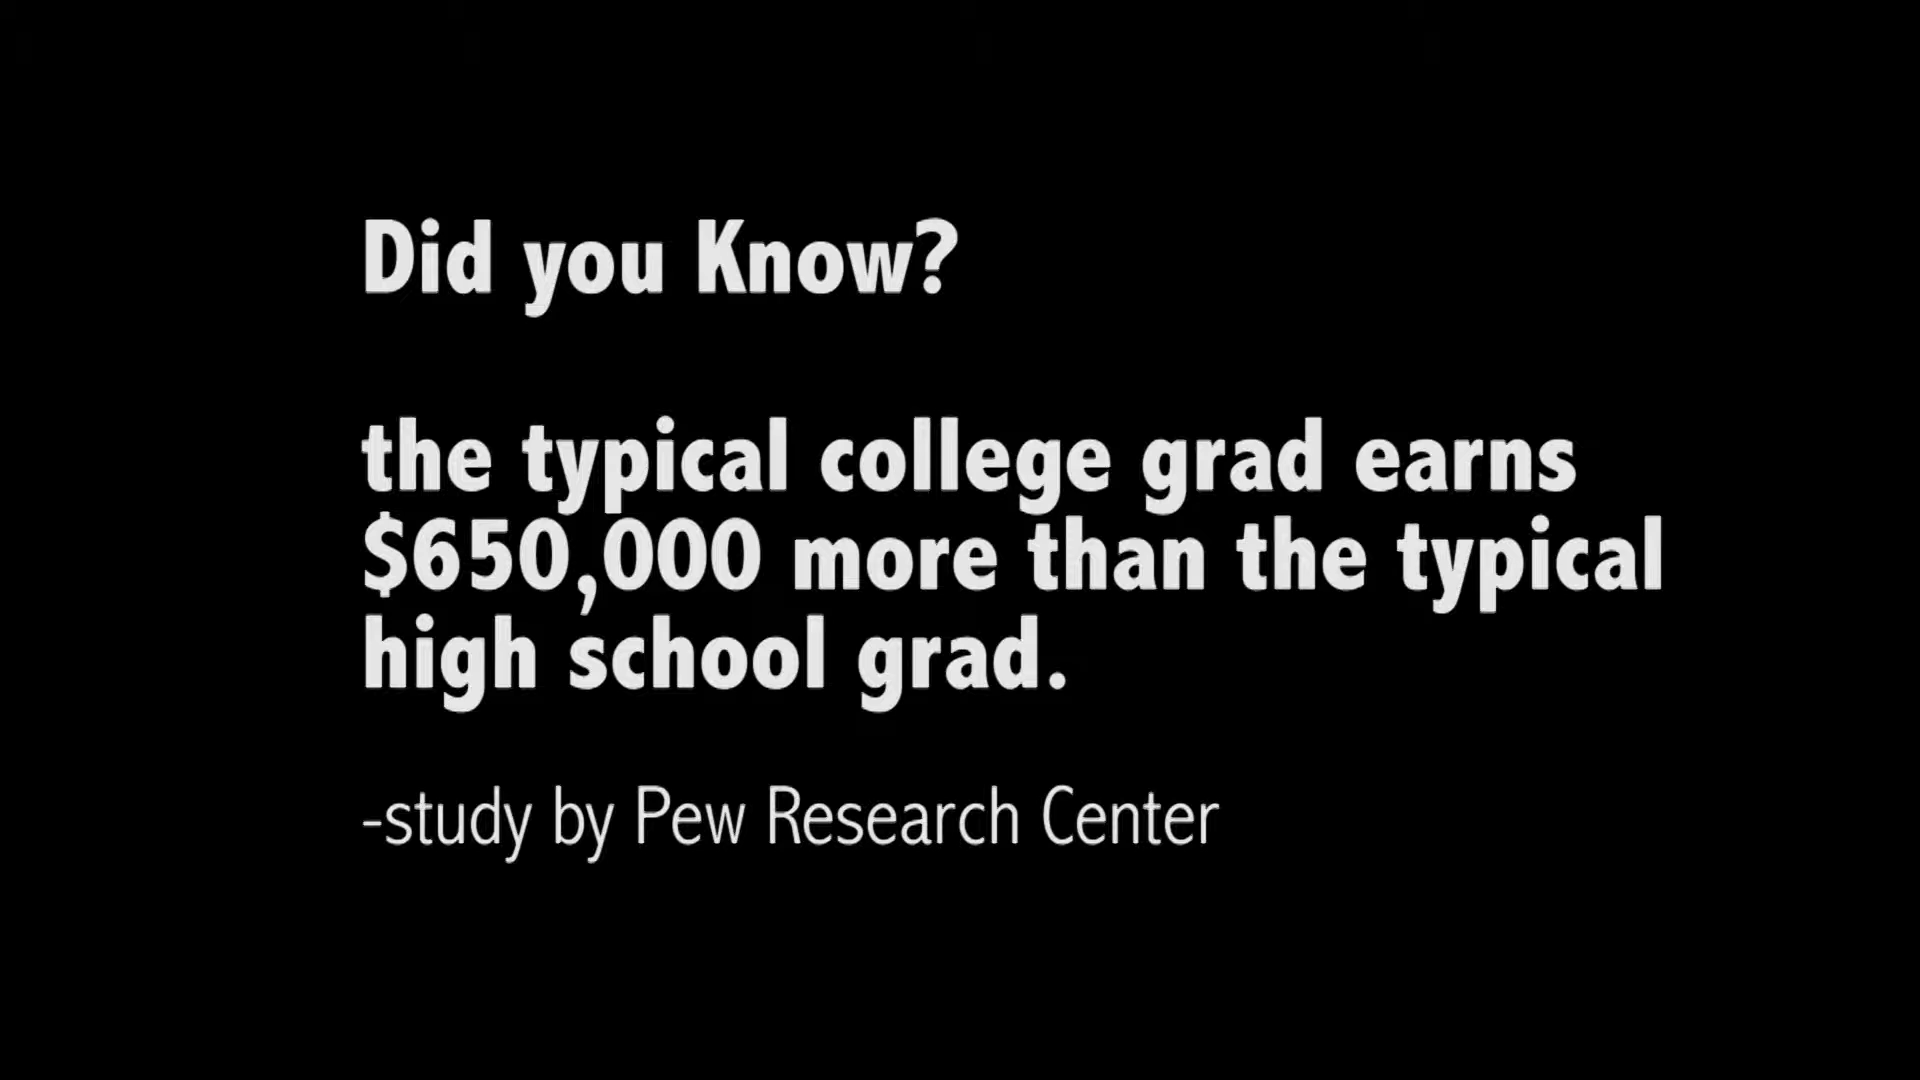 Did you Know?
the typical college grad earns
$650,000 more than the typical
high school grad.
-study by Pew Research Center